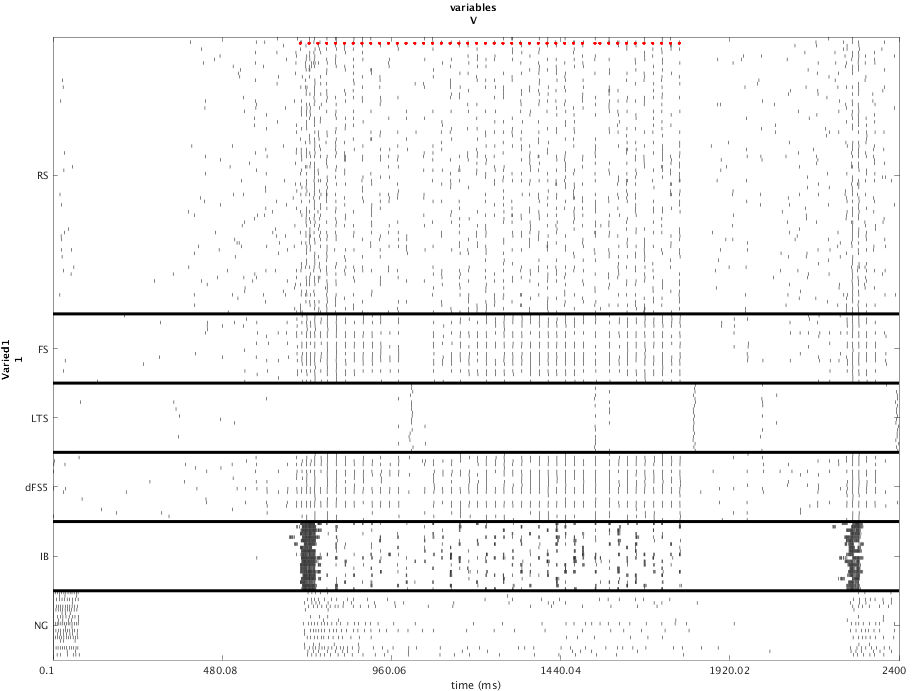 variables
V
RS
FS
LTS
dFS5
IB
NG
Varied1
1
0.1
480.08
960.06
1440.04
1920.02
2400
time (ms)